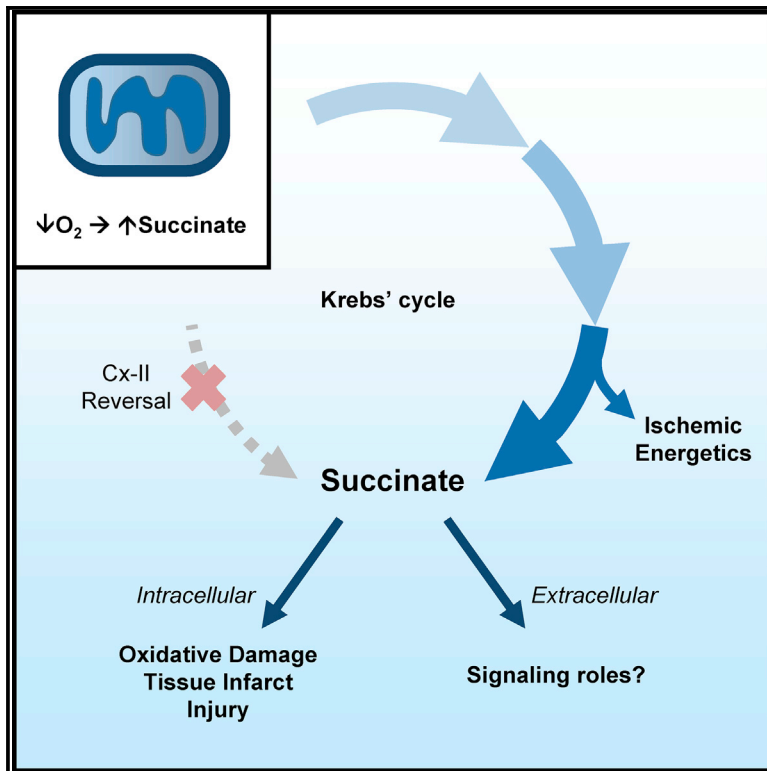 ↓O₂ → ↑Succinate
Krebs' cycle
Cx-II
Reversal
Ischemic
Energetics
Succinate
Intracellular
Extracellular
Oxidative Damage
Tissue Infarct
Injury
Signaling roles?